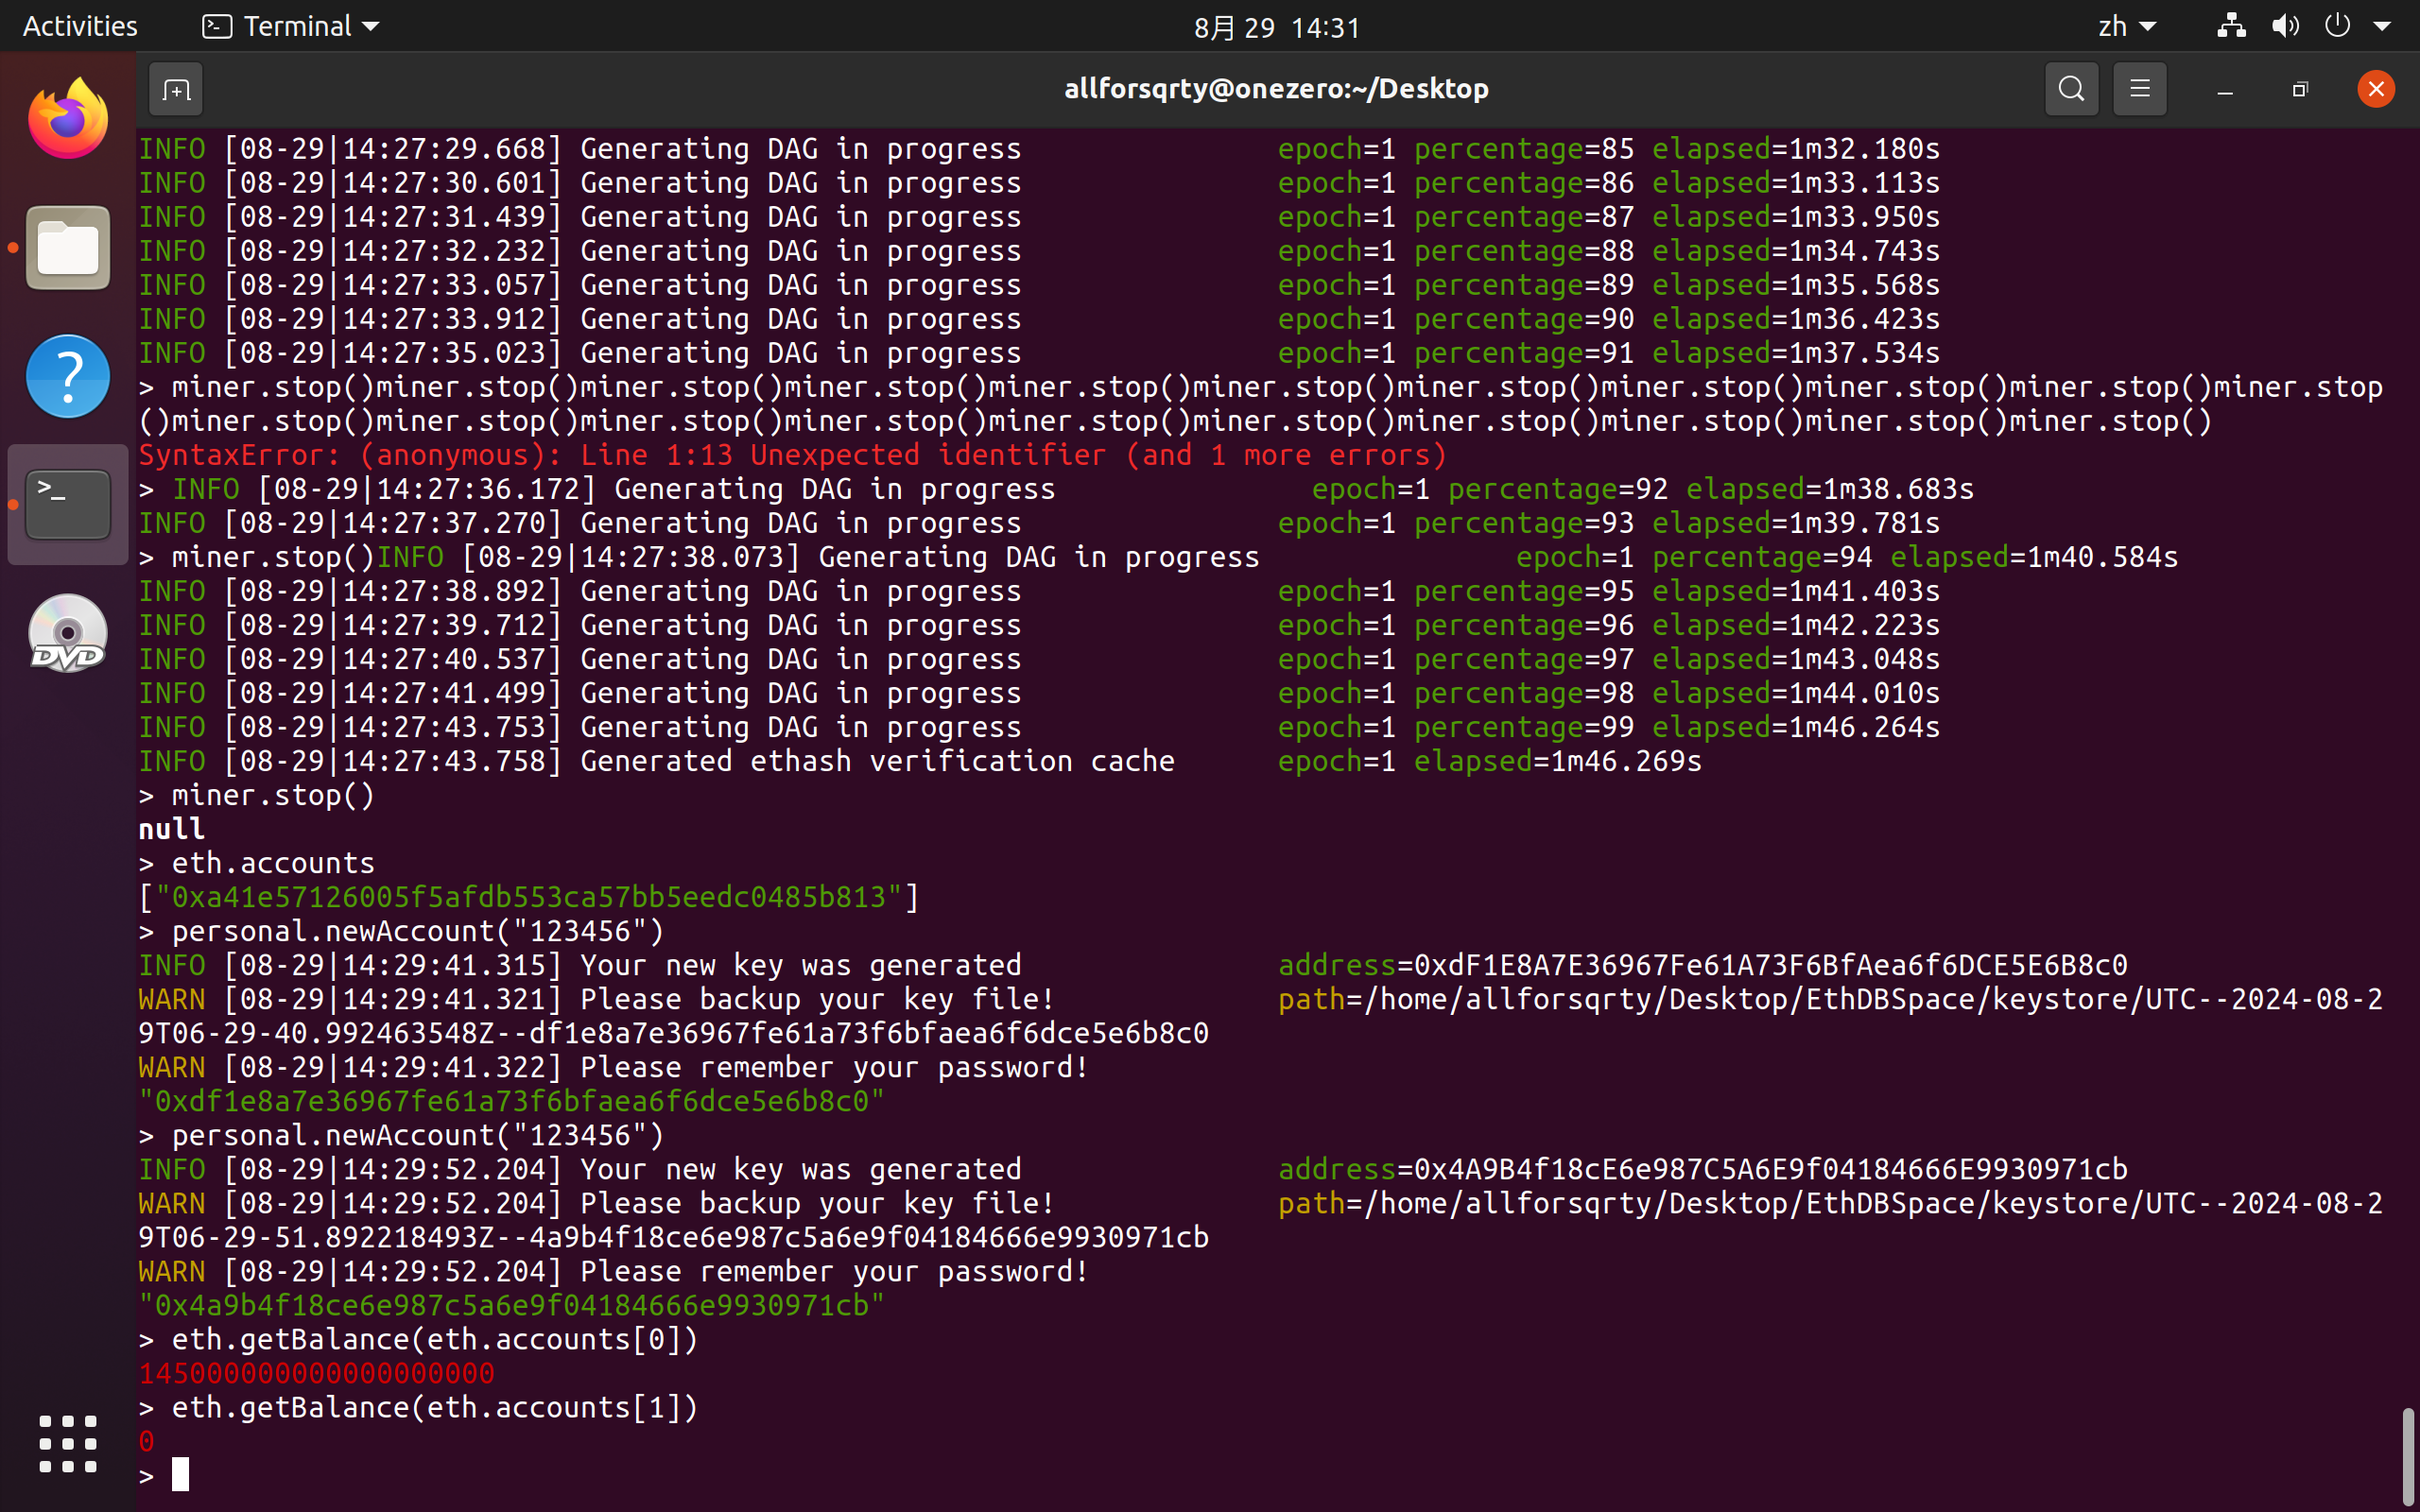 Activities
Terminal
8月 29 14:31
zh
allforsqrty@onezero:~/Desktop
INFO [08-29|14:27:29.668] Generating DAG in progress epoch=1 percentage=85 elapsed=1m32.180s
INFO [08-29|14:27:30.601] Generating DAG in progress epoch=1 percentage=86 elapsed=1m33.113s
INFO [08-29|14:27:31.439] Generating DAG in progress epoch=1 percentage=87 elapsed=1m33.950s
INFO [08-29|14:27:32.232] Generating DAG in progress epoch=1 percentage=88 elapsed=1m34.743s
INFO [08-29|14:27:33.057] Generating DAG in progress epoch=1 percentage=89 elapsed=1m35.568s
INFO [08-29|14:27:33.912] Generating DAG in progress epoch=1 percentage=90 elapsed=1m36.423s
INFO [08-29|14:27:35.023] Generating DAG in progress epoch=1 percentage=91 elapsed=1m37.534s
> miner.stop()miner.stop()miner.stop()miner.stop()miner.stop()miner.stop()miner.stop()miner.stop()miner.stop()miner.stop()miner.stop
()miner.stop()miner.stop()miner.stop()miner.stop()miner.stop()miner.stop()miner.stop()miner.stop()miner.stop()miner.stop()
SyntaxError: (anonymous): Line 1:13 Unexpected identifier (and 1 more errors)
> INFO [08-29|14:27:36.172] Generating DAG in progress epoch=1 percentage=92 elapsed=1m38.683s
INFO [08-29|14:27:37.270] Generating DAG in progress epoch=1 percentage=93 elapsed=1m39.781s
> miner.stop()INFO [08-29|14:27:38.073] Generating DAG in progress epoch=1 percentage=94 elapsed=1m40.584s
INFO [08-29|14:27:38.892] Generating DAG in progress epoch=1 percentage=95 elapsed=1m41.403s
INFO [08-29|14:27:39.712] Generating DAG in progress epoch=1 percentage=96 elapsed=1m42.223s
INFO [08-29|14:27:40.537] Generating DAG in progress epoch=1 percentage=97 elapsed=1m43.048s
INFO [08-29|14:27:41.499] Generating DAG in progress epoch=1 percentage=98 elapsed=1m44.010s
INFO [08-29|14:27:43.753] Generating DAG in progress epoch=1 percentage=99 elapsed=1m46.264s
INFO [08-29|14:27:43.758] Generated ethash verification cache epoch=1 elapsed=1m46.269s
> miner.stop()
null
> eth.accounts
["0xa41e57126005f5afdb553ca57bb5eedc0485b813"]
> personal.newAccount("123456")
INFO [08-29|14:29:41.315] Your new key was generated address=0xdF1E8A7E36967Fe61A73F6BfAea6f6DCE5E6B8c0
WARN [08-29|14:29:41.321] Please backup your key file! path=/home/allforsqrty/Desktop/EthDBSpace/keystore/UTC--2024-08-2
9T06-29-40.992463548Z--df1e8a7e36967fe61a73f6bfaea6f6dce5e6b8c0
WARN [08-29|14:29:41.322] Please remember your password!
"0xdf1e8a7e36967fe61a73f6bfaea6f6dce5e6b8c0"
> personal.newAccount("123456")
INFO [08-29|14:29:52.204] Your new key was generated address=0x4A9B4f18cE6e987C5A6E9f04184666E9930971cb
WARN [08-29|14:29:52.204] Please backup your key file! path=/home/allforsqrty/Desktop/EthDBSpace/keystore/UTC--2024-08-2
9T06-29-51.892218493Z--4a9b4f18ce6e987c5a6e9f04184666e9930971cb
WARN [08-29|14:29:52.204] Please remember your password!
"0x4a9b4f18ce6e987c5a6e9f04184666e9930971cb"
> eth.getBalance(eth.accounts[0])
145000000000000000000
> eth.getBalance(eth.accounts[1])
0
>
DVD